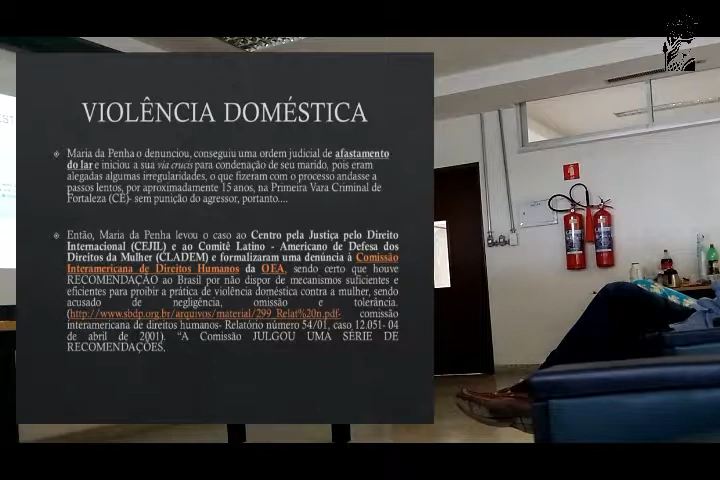 VIOLÊNCIA DOMÉSTICA
Maria da Penha o denunciou, conseguiu uma ordem judicial de afastamento
do lar e iniciou a sua via crucis para condenação de seu marido, pois eram
alegadas algumas irregularidades, o que fizeram com o processo andasse a
passos lentos, por aproximadamente 15 anos, na Primeira Vara Criminal de
Fortaleza (CE)- sem punição do agressor, portanto....
Então, Maria da Penha levou o caso ao Centro pela Justiça pelo Direito
Internacional (CEJIL) e ao Comitê Latino - Americano de Defesa dos
Direitos da Mulher (CLADEM) e formalizaram uma denúncia à Comissão
Interamericana de Direitos Humanos da OEA, sendo certo que houve
RECOMENDAÇÃO ao Brasil por não dispor de mecanismos suficientes e
eficientes para proibir a prática de violência doméstica contra a mulher, sendo
acusado de negligência, omissão e tolerância.
(http://www.sbdp.org.br/arquivos/material/299_Relat%20n.pdf- comissão
interamericana de direitos humanos- Relatório número 54/01, caso 12.051- 04
de abril de 2001). “A Comissão JULGOU UMA SÉRIE DE
RECOMENDAÇÕES,